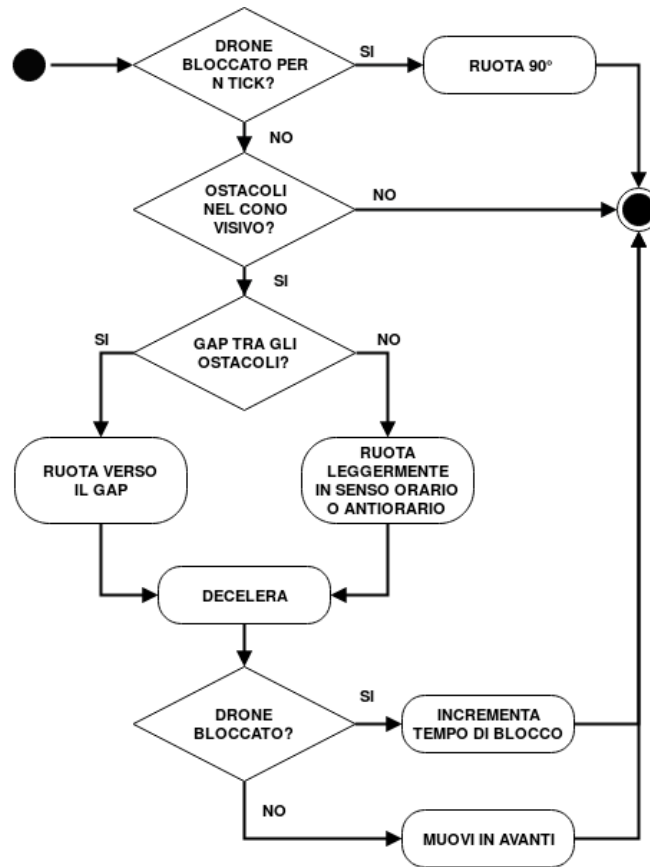 DRONE
BLOCCATO PER
N TICK?
SI
RUOTA 90°
NO
OSTACOLI
NEL CONO
VISIVO?
NO
SI
GAP TRA GLI
OSTACOLI?
SI
NO
RUOTA VERSO
IL GAP
RUOTA
LEGGERMENTE
IN SENSO ORARIO
O ANTIORARIO
DECELERA
DRONE
BLOCCATO?
SI
INCREMENTA
TEMPO DI BLOCCO
NO
MUOVI IN AVANTI